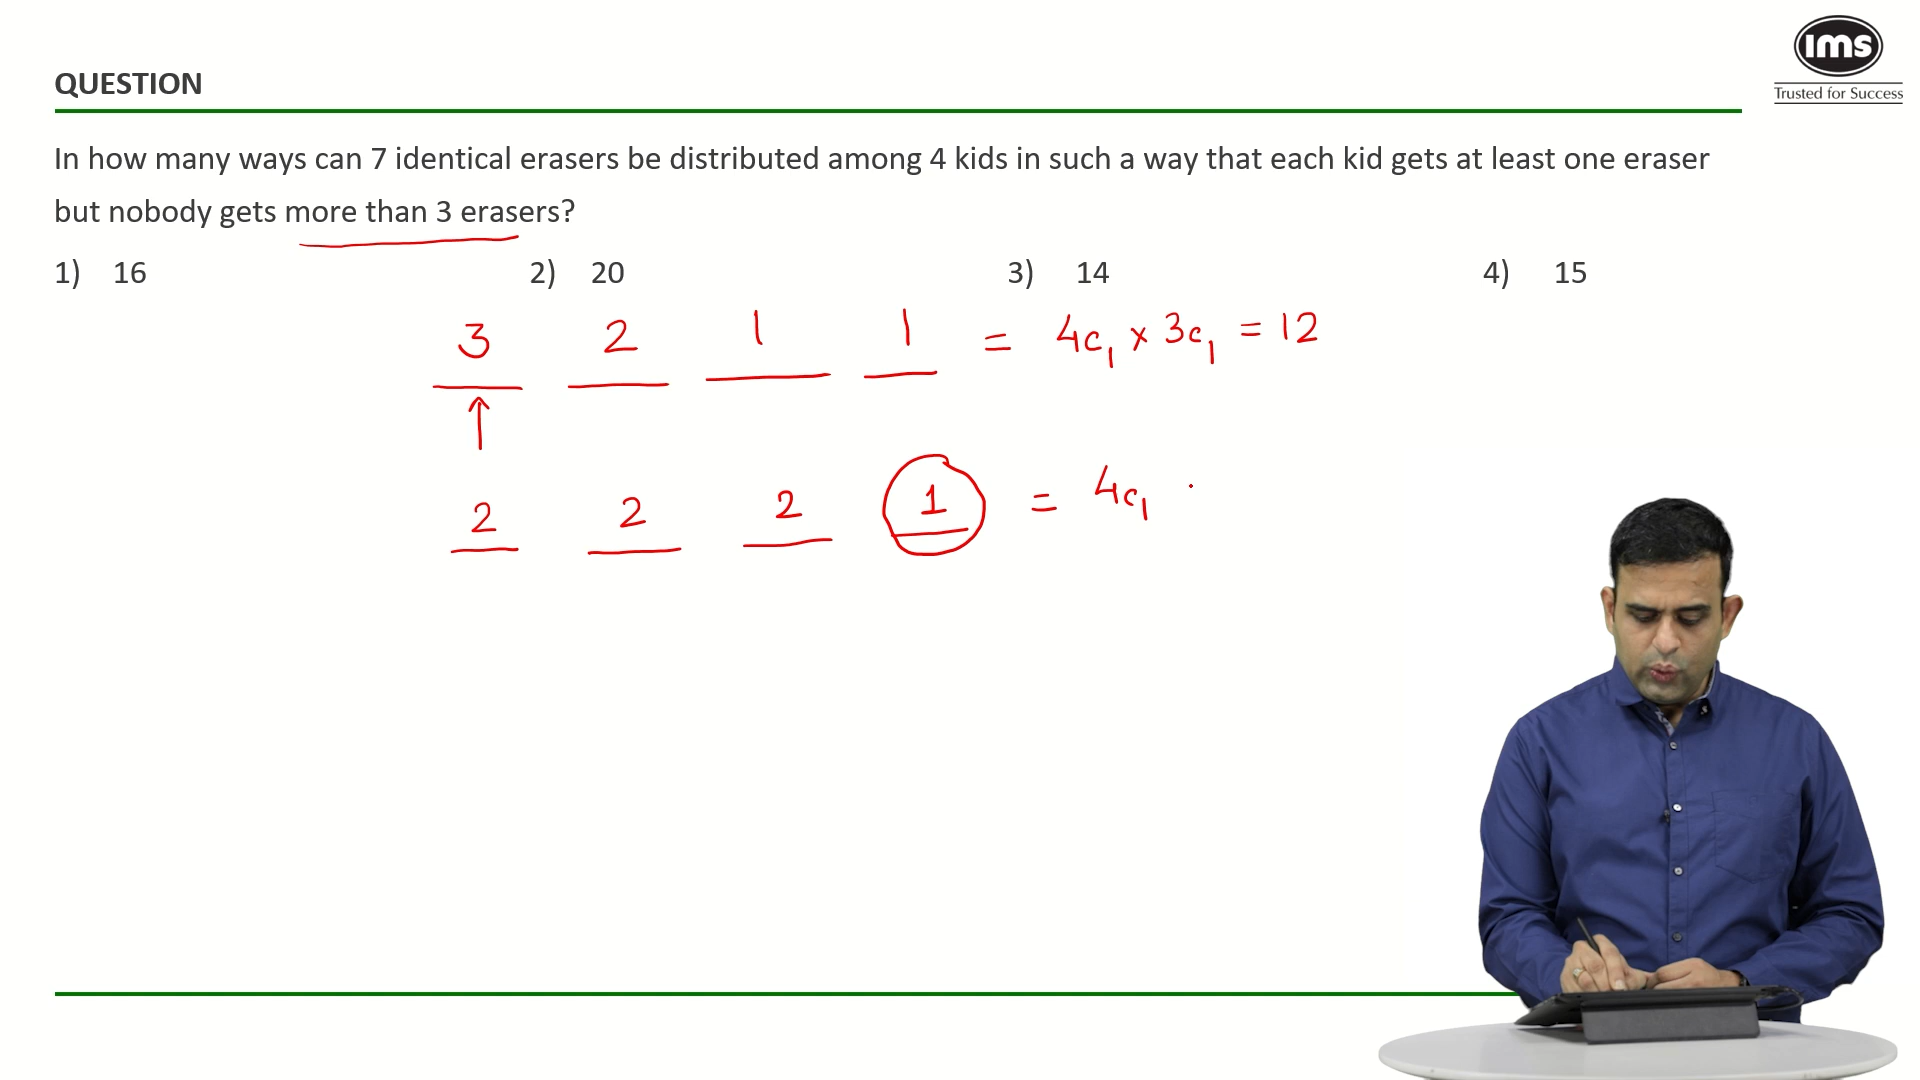 ims
Trusted for Success
QUESTION
In how many ways can 7 identical erasers be distributed among 4 kids in such a way that each kid gets at least one eraser
but nobody gets more than 3 erasers?
1) 16 2) 20 3) 14 4) 15
3 2 1 1 = 4c₁ × 3c₁ = 12
2 2 2 1 = 4c₁